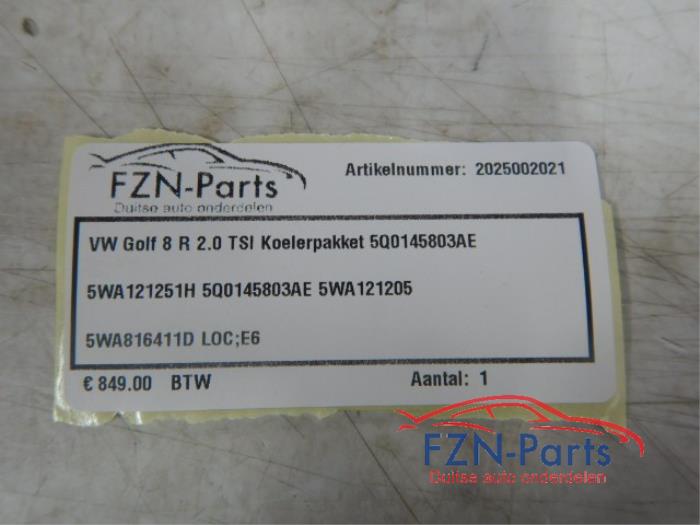 FZN-Parts
Duitse auto onderdelen
Artikelnummer: 2025002021
VW Golf 8 R 2.0 TSI Koelerpakket 5Q0145803AE
5WA121251H 5Q0145803AE 5WA121205
5WA816411D LOC;E6
€ 849.00 BTW
Aantal: 1
FZN-Parts
Duitse auto onderdelen